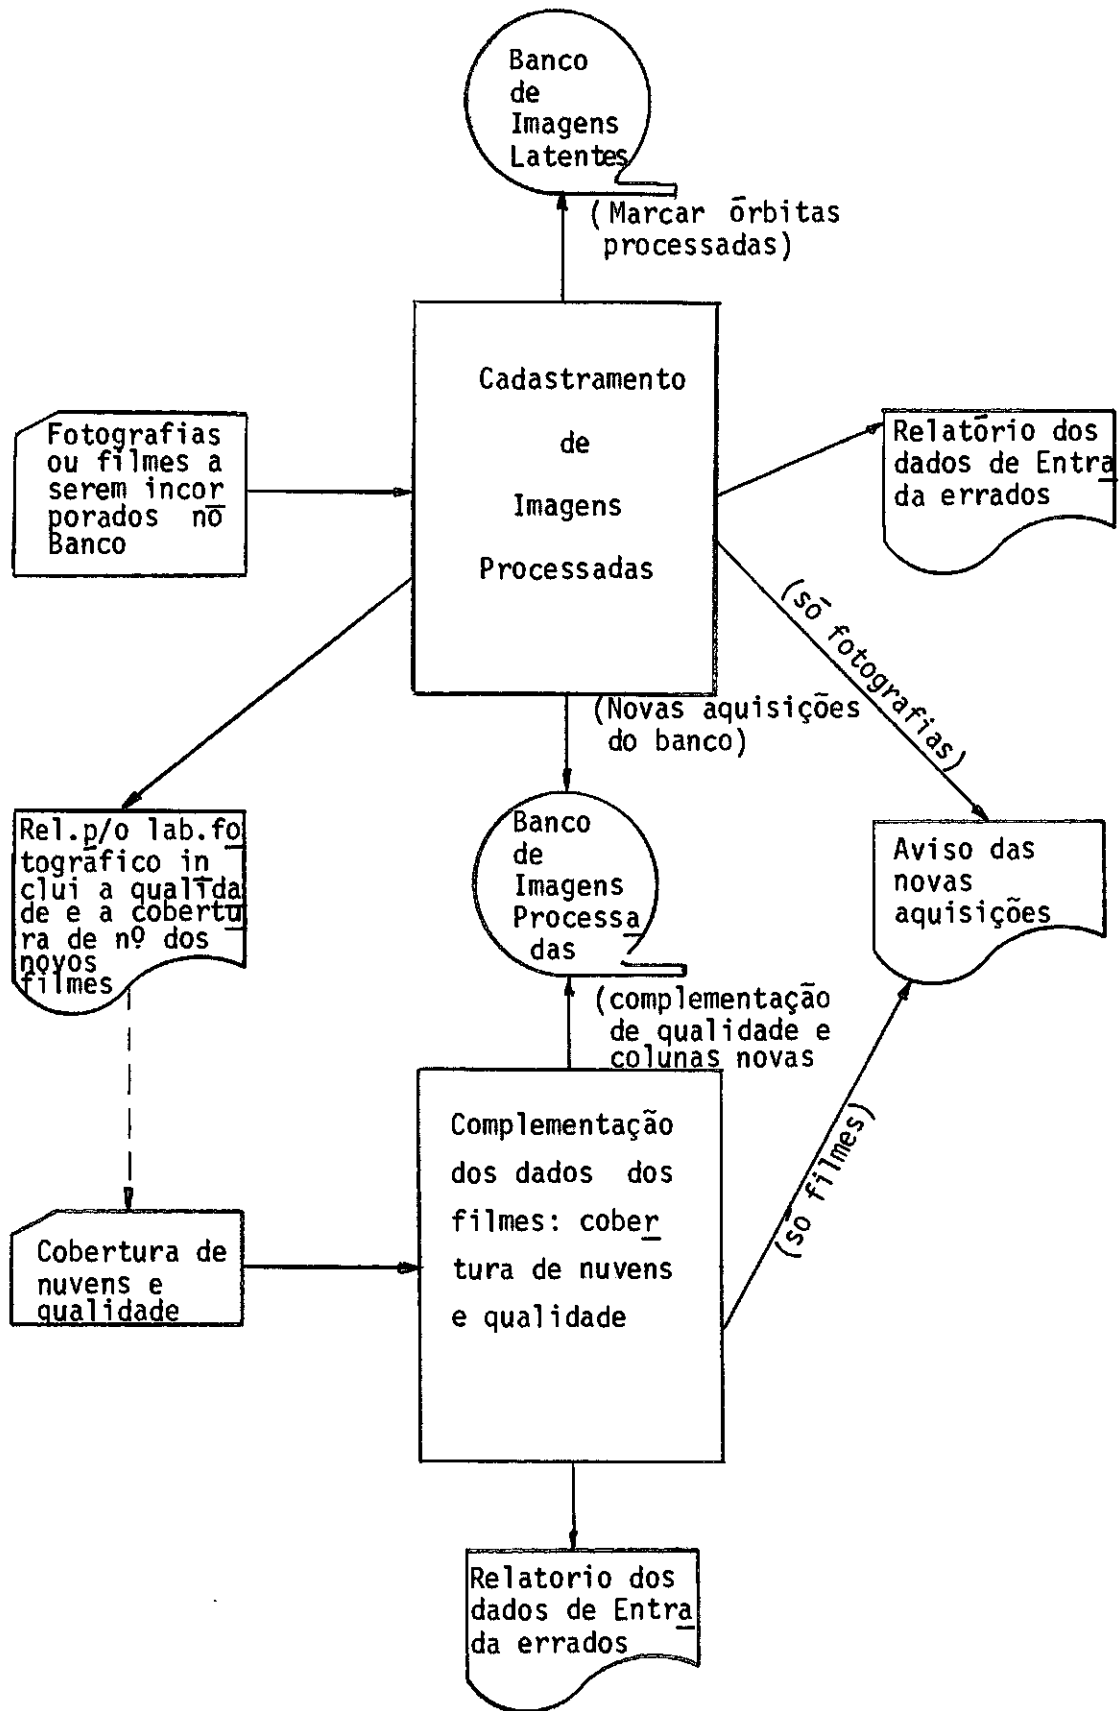 Banco
de
Imagens
Latentes
(Marcar órbitas
processadas)
Cadastramento
de
Imagens
Processadas
Fotografias
ou filmes a
serem incor
porados no
Banco
Relatório dos
dados de Entra
da errados
(só fotografias)
(Novas aquisições
do banco)
Rel.p/o lab.fo
tográfico in
clui a qualida
de e a cobertu
ra de nº dos
novos
filmes
Banco
de
Imagens
Processa
das
Aviso das
novas
aquisições
(complementação
de qualidade e
colunas novas
Complementação
dos dados dos
filmes: cober
tura de nuvens
e qualidade
(só filmes)
Cobertura de
nuvens e
qualidade
Relatorio dos
dados de Entra
da errados